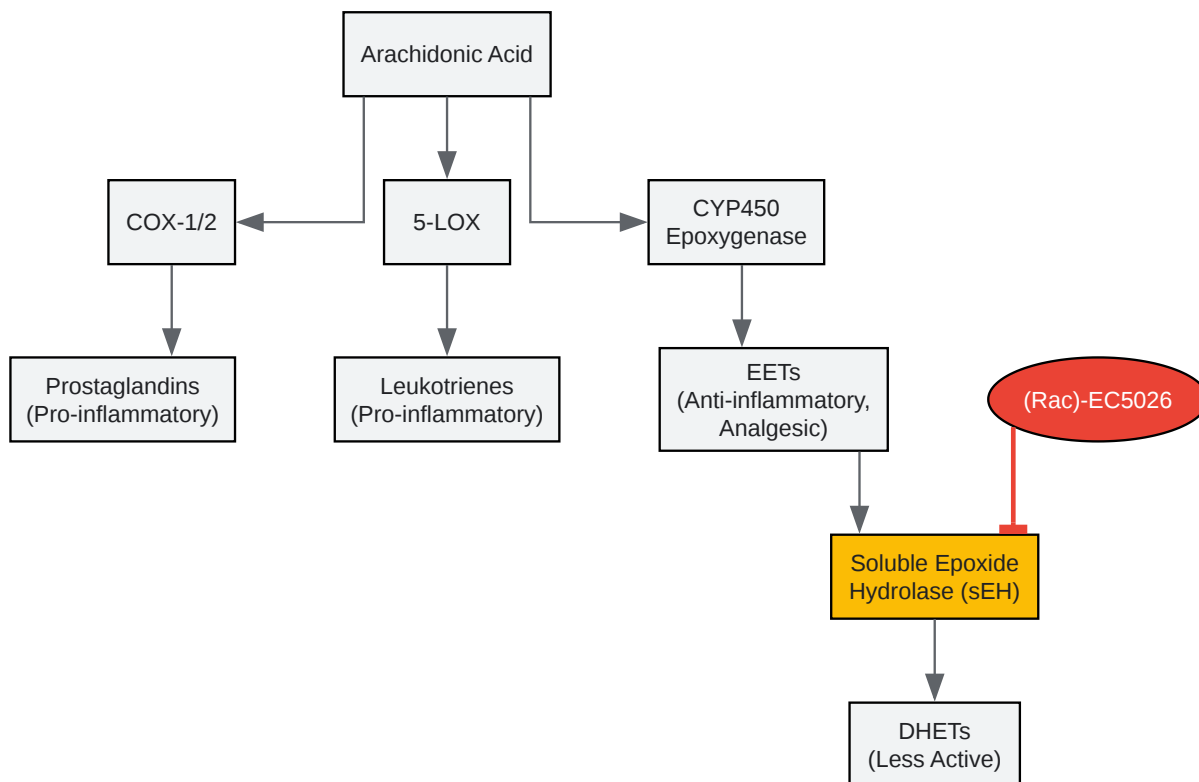 Arachidonic Acid
COX-1/2
5-LOX
CYP450
Epoxygenase
Prostaglandins
(Pro-inflammatory)
Leukotrienes
(Pro-inflammatory)
EETs
(Anti-inflammatory,
Analgesic)
(Rac)-EC5026
Soluble Epoxide
Hydrolase (sEH)
DHETs
(Less Active)